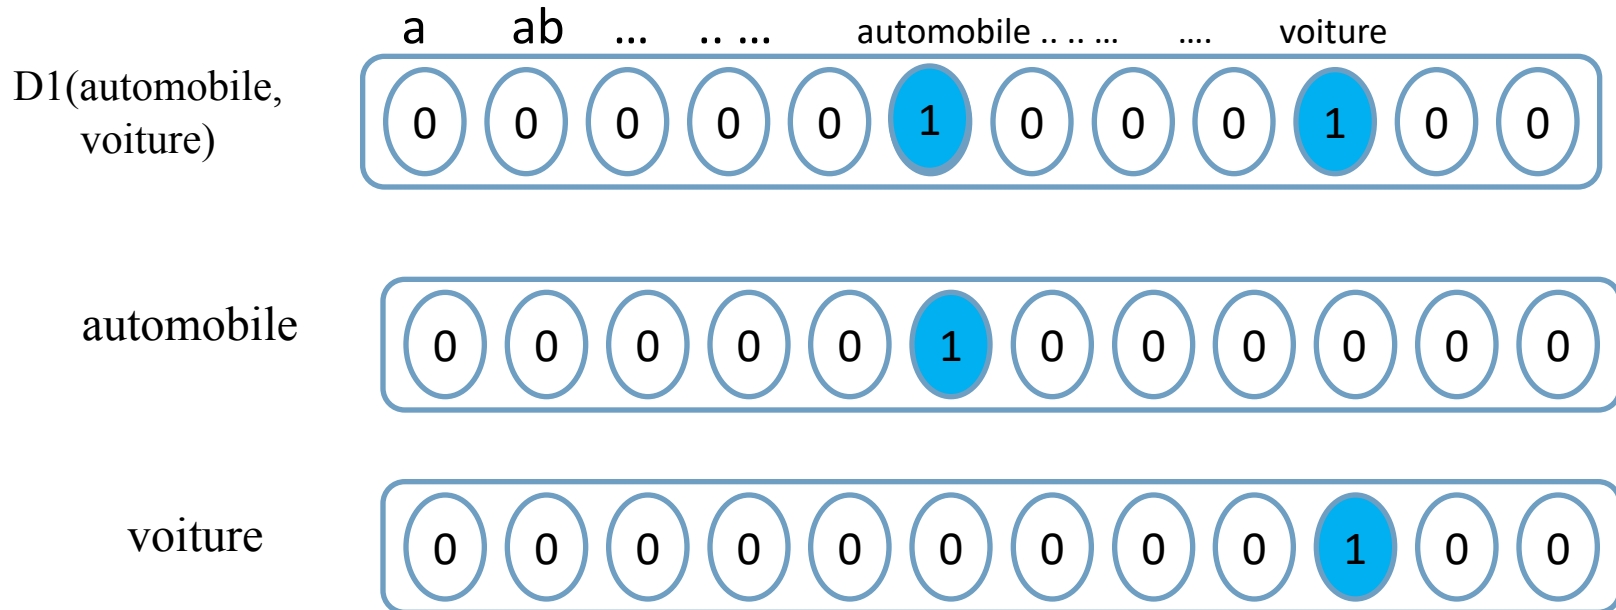 a ab ... .. ... automobile .. .. ... .... voiture
D1(automobile,
voiture)
0 0 0 0 0 1 0 0 0 1 0 0
automobile
0 0 0 0 0 1 0 0 0 0 0 0
voiture
0 0 0 0 0 0 0 0 0 1 0 0